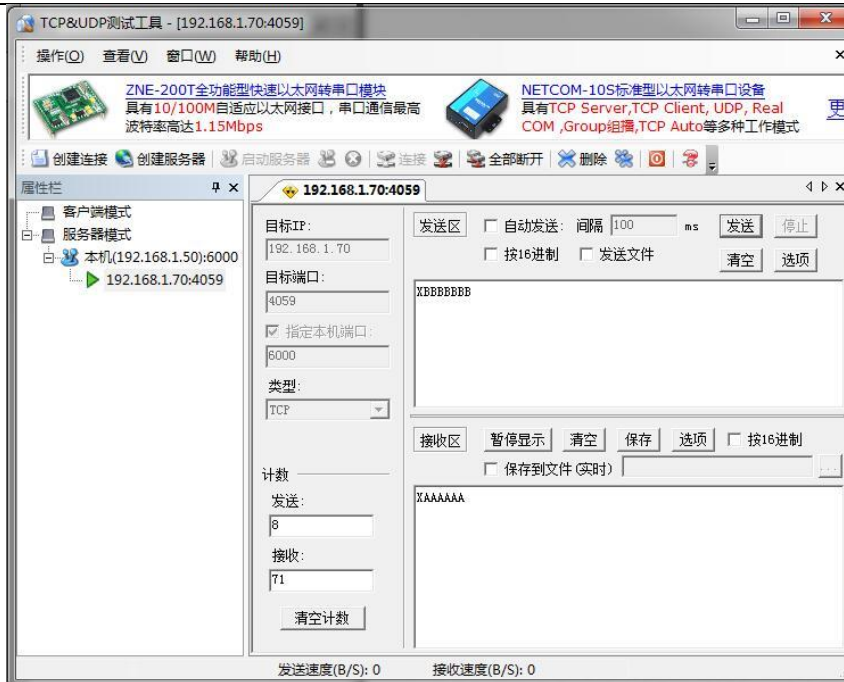 TCP&UDP测试工具 - [192.168.1.70:4059]
操作(O) 查看(V) 窗口(W) 帮助(H)
ZNE-200T全功能型快速以太网转串口模块
具有10/100M自适应以太网接口，串口通信最高
波特率高达1.15Mbps
NETCOM-10S标准型以太网转串口设备
具有TCP Server,TCP Client, UDP, Real
COM ,Group组播,TCP Auto等多种工作模式
更
创建连接 创建服务器 启动服务器 连接 全部断开 删除
属性栏
客户端模式
服务器模式
本机(192.168.1.50):6000
192.168.1.70:4059
192.168.1.70:4059
目标IP:
192.168.1.70
目标端口:
4059
指定本机端口:
6000
类型:
TCP
计数
发送:
8
接收:
71
清空计数
发送区 自动发送: 间隔 100 ms 发送 停止
按16进制 发送文件 清空 选项
XBBBBBBB
接收区 暂停显示 清空 保存 选项 按16进制
保存到文件(实时) ...
XAAAAAA
发送速度(B/S): 0 接收速度(B/S): 0